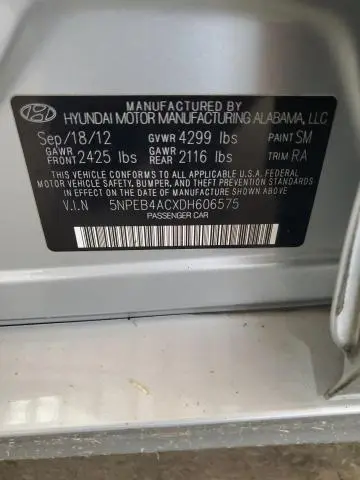 MANUFACTURED BY
HYUNDAI MOTOR MANUFACTURING ALABAMA, LLC
Sep/18/12 GVWR 4299 lbs PAINT SM
GAWR FRONT 2425 lbs GAWR REAR 2116 lbs TRIM RA
THIS VEHICLE CONFORMS TO ALL APPLICABLE U.S.A. FEDERAL
MOTOR VEHICLE SAFETY, BUMPER, AND THEFT PREVENTION STANDARDS
IN EFFECT ON THE DATE OF MANUFACTURE SHOWN ABOVE.
V.I.N 5NPEB4ACXDH606575
PASSENGER CAR